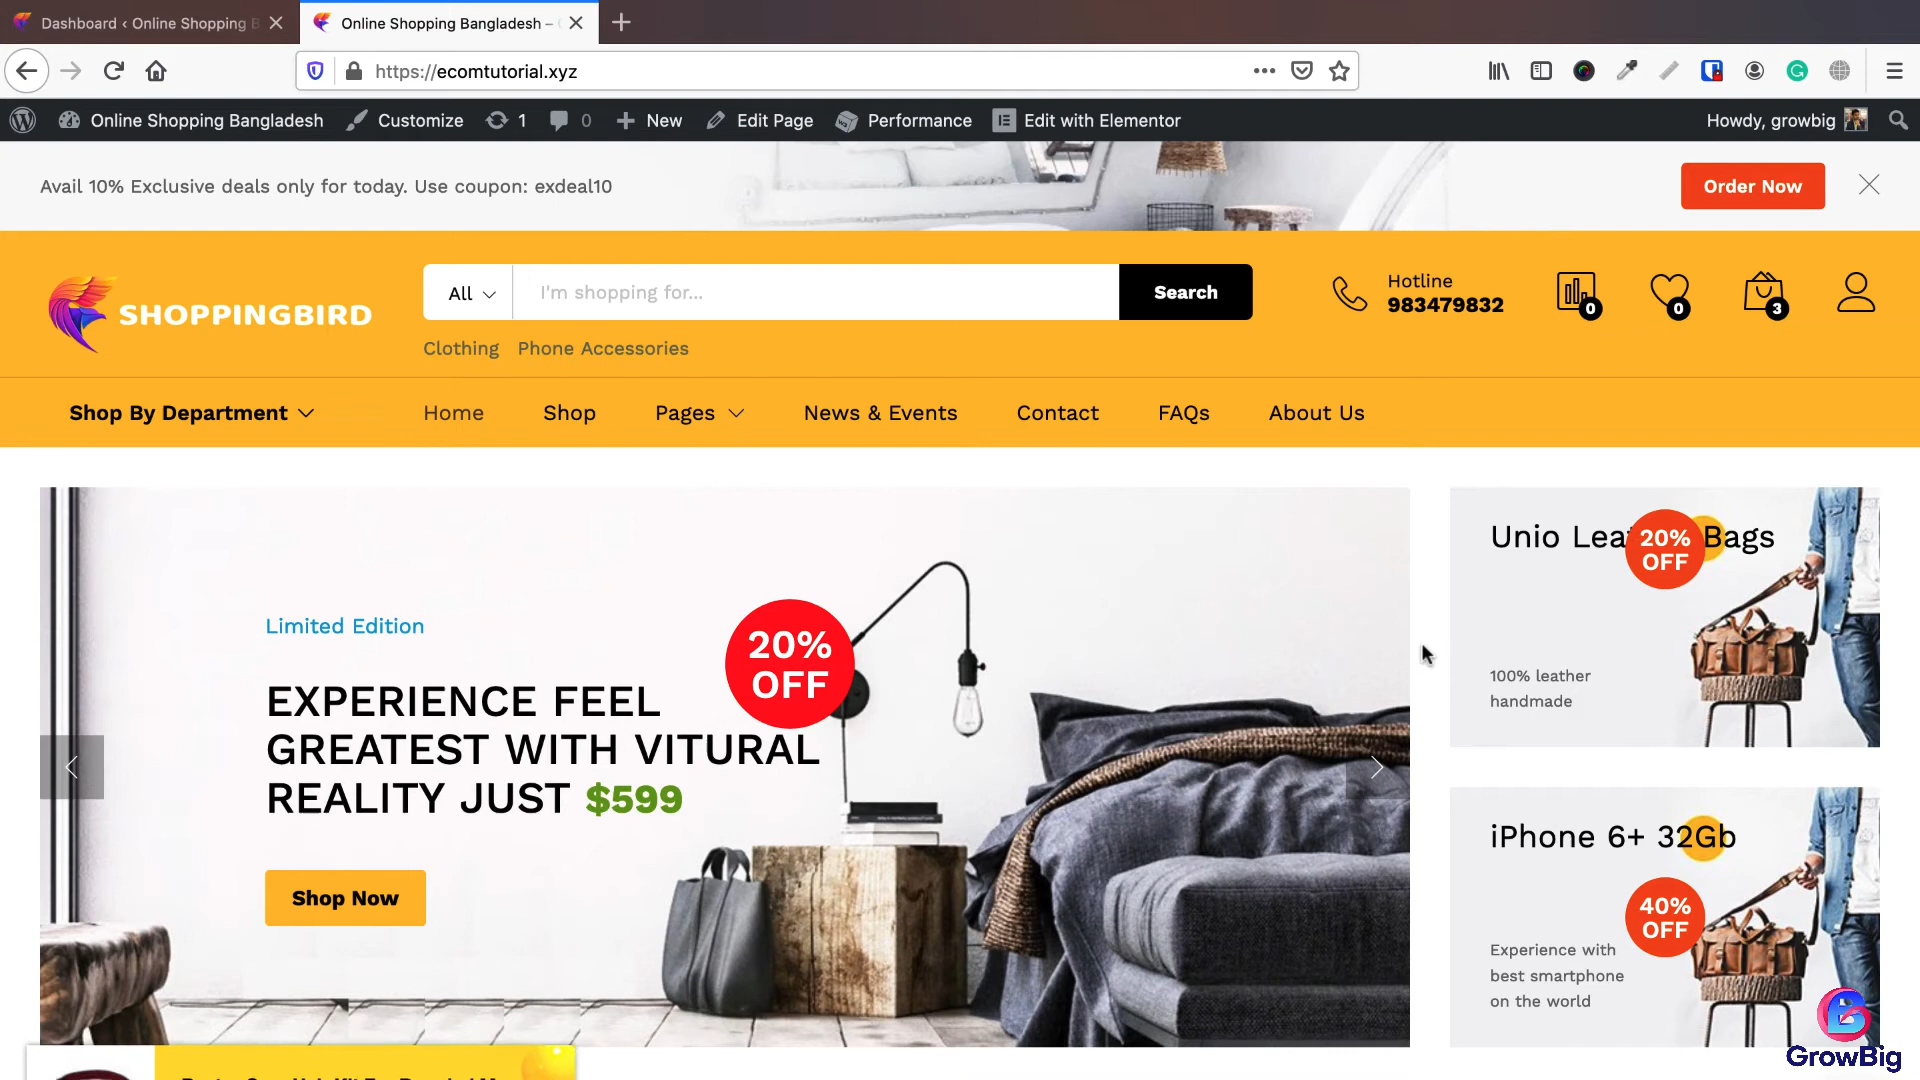 Dashboard ‹ Online Shopping B
Online Shopping Bangladesh –
https://ecomtutorial.xyz
Online Shopping Bangladesh
Customize
1
0
New
Edit Page
Performance
Edit with Elementor
Howdy, growbig
Avail 10% Exclusive deals only for today. Use coupon: exdeal10
Order Now
SHOPPINGBIRD
All
I'm shopping for...
Search
Hotline
983479832
0
0
3
Clothing
Phone Accessories
Shop By Department
Home
Shop
Pages
News & Events
Contact
FAQs
About Us
Limited Edition
20%
OFF
EXPERIENCE FEEL
GREATEST WITH VITURAL
REALITY JUST $599
Shop Now
Unio Lea Bags
20%
OFF
100% leather
handmade
iPhone 6+ 32Gb
40%
OFF
Experience with
best smartphone
on the world
GrowBig